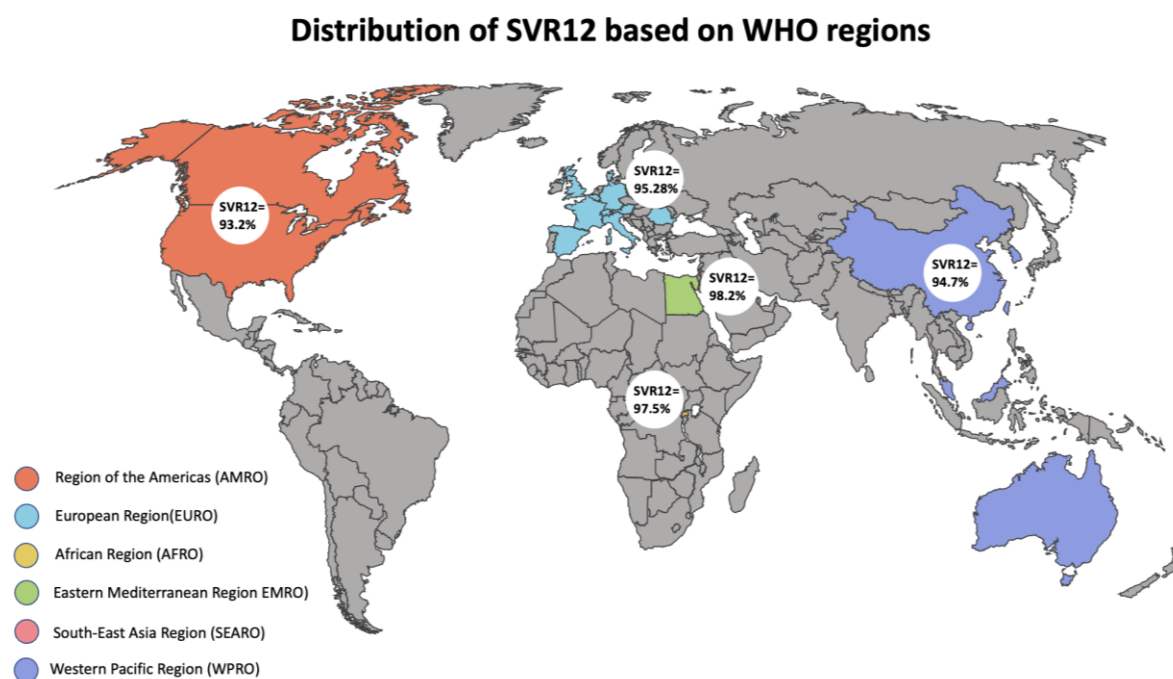 Distribution of SVR12 based on WHO regions
SVR12=
95.28%
SVR12=
93.2%
SVR12=
94.7%
SVR12=
98.2%
SVR12=
97.5%
Region of the Americas (AMRO)
European Region(EURO)
African Region (AFRO)
Eastern Mediterranean Region EMRO)
South-East Asia Region (SEARO)
Western Pacific Region (WPRO)